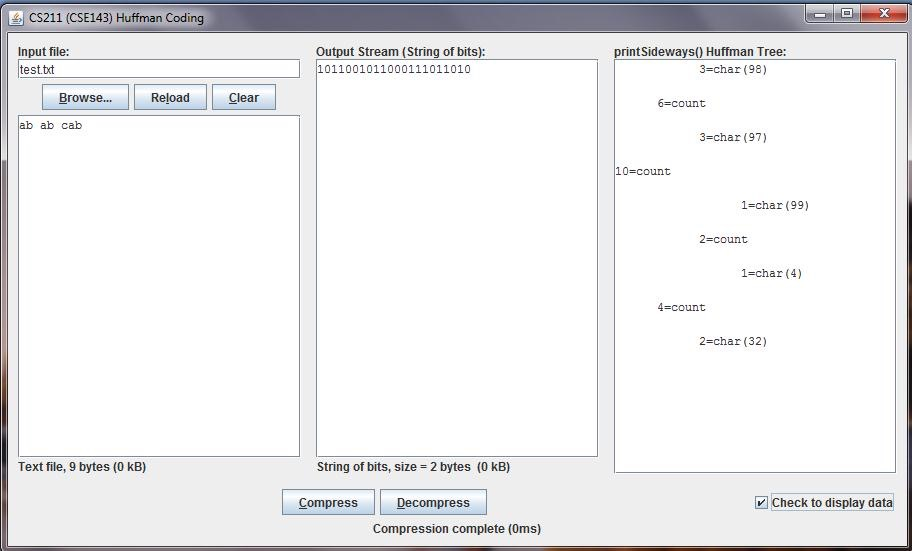 CS211 (CSE143) Huffman Coding
Input file:
test.txt
Browse...
Reload
Clear
ab ab cab
Text file, 9 bytes (0 kB)
Output Stream (String of bits):
1011001011000111011010
String of bits, size = 2 bytes (0 kB)
printSideways() Huffman Tree:
3=char(98)
6=count
3=char(97)
10=count
1=char(99)
2=count
1=char(4)
4=count
2=char(32)
Compress
Decompress
Check to display data
Compression complete (0ms)